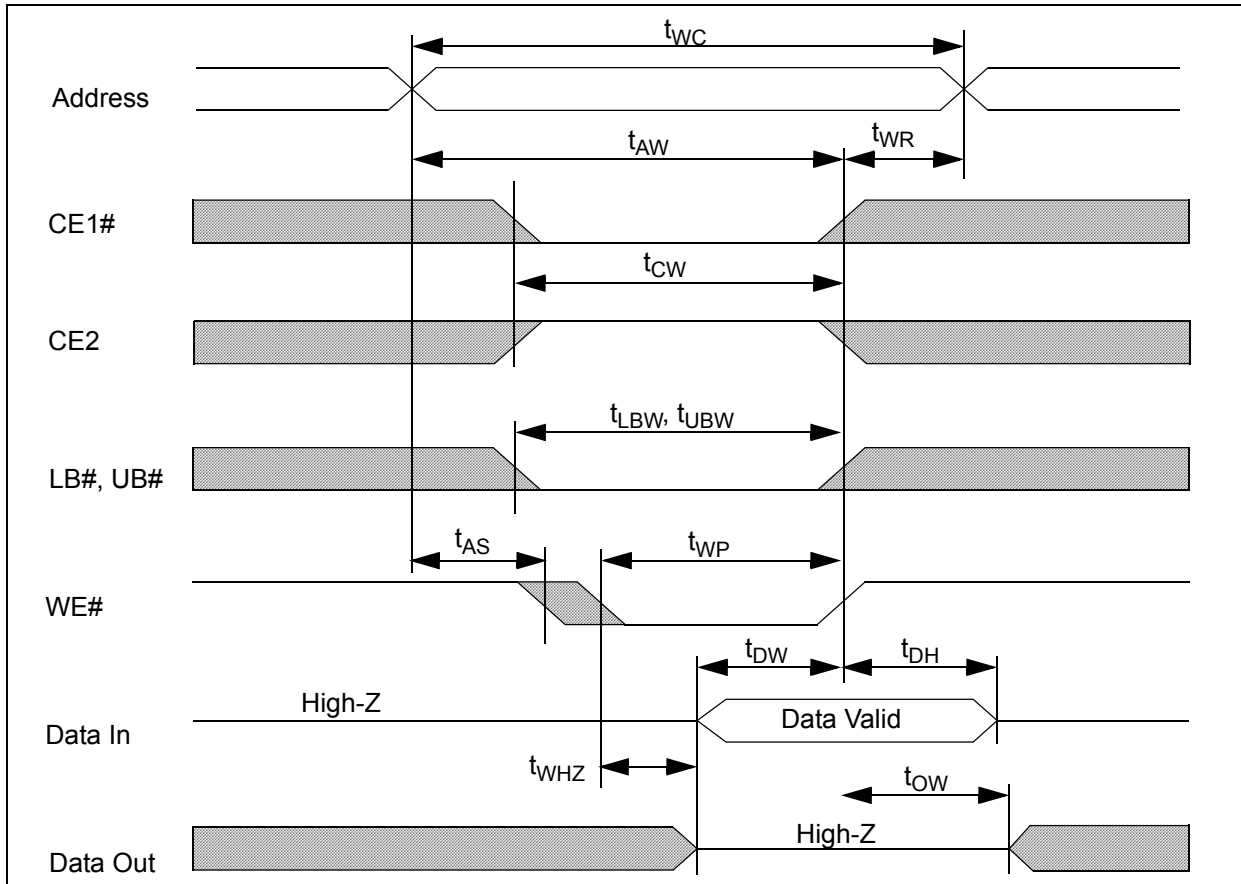 tWC
Address
tAW
tWR
CE1#
tCW
CE2
tLBW, tUBW
LB#, UB#
tAS
tWP
WE#
tDW
tDH
High-Z
Data Valid
Data In
tWHZ
tOW
High-Z
Data Out